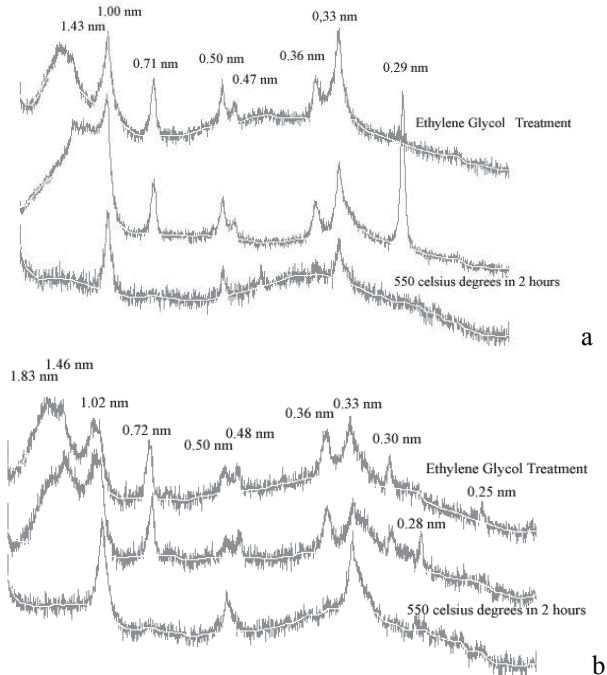 1.00 nm
0,33 nm
1.43 nm
0.36 nm
0.71 nm
0.50 nm
0.29 nm
0.47 nm
Ethylene Glycol Treatment
550 celsius degrees in 2 hours
a
1.46 nm
1.83 nm
1.02 nm
0.36 nm
0.33 nm
0.72 nm
0.30 nm
0.50 nm
0.48 nm
Ethylene Glycol Treatment
0.25 nm
0.28 nm
550 celsius degrees in 2 hours
b